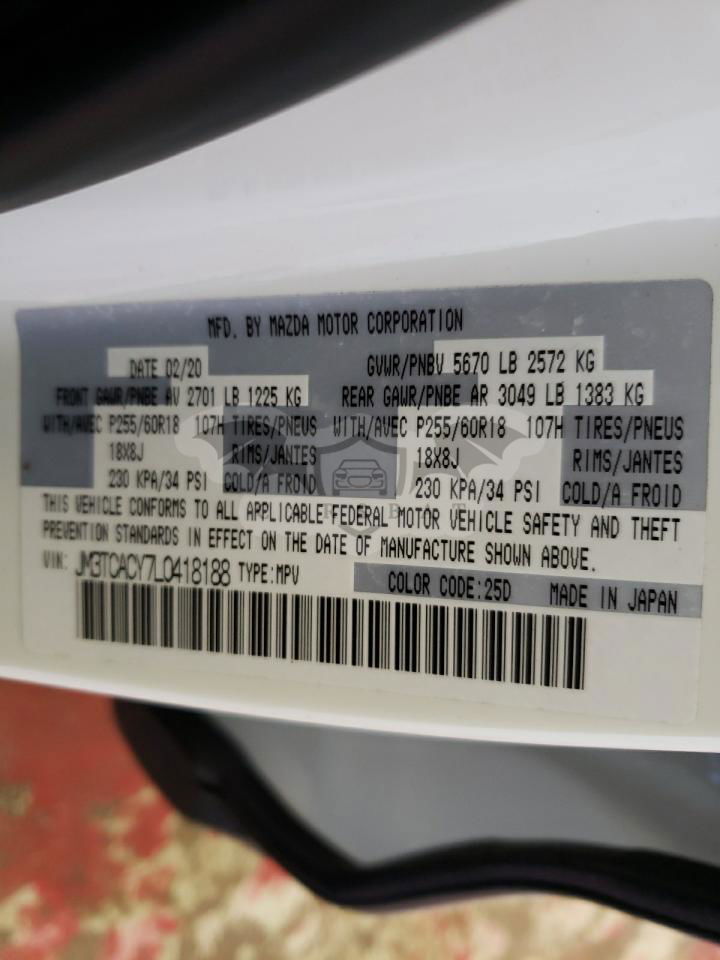 MFD. BY MAZDA MOTOR CORPORATION
DATE 02/20 GVWR/PNBV 5670 LB 2572 KG
FRONT GAWR/PNBE AV 2701 LB 1225 KG REAR GAWR/PNBE AR 3049 LB 1383 KG
WITH/AVEC P255/60R18 107H TIRES/PNEUS WITH/AVEC P255/60R18 107H TIRES/PNEUS
18X8J RIMS/JANTES 18X8J RIMS/JANTES
230 KPA/34 PSI COLD/A FROID 230 KPA/34 PSI COLD/A FROID
THIS VEHICLE CONFORMS TO ALL APPLICABLE FEDERAL MOTOR VEHICLE SAFETY AND THEFT
PREVENTION STANDARDS IN EFFECT ON THE DATE OF MANUFACTURE SHOWN ABOVE.
VIN: JM3TCACY7L0418188 TYPE:MPV COLOR CODE:25D MADE IN JAPAN